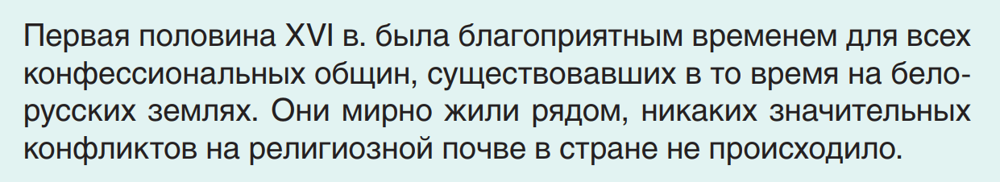 Первая половина XVI в. была благоприятным временем для всех
конфессиональных общин, существовавших в то время на бело-
русских землях. Они мирно жили рядом, никаких значительных
конфликтов на религиозной почве в стране не происходило.